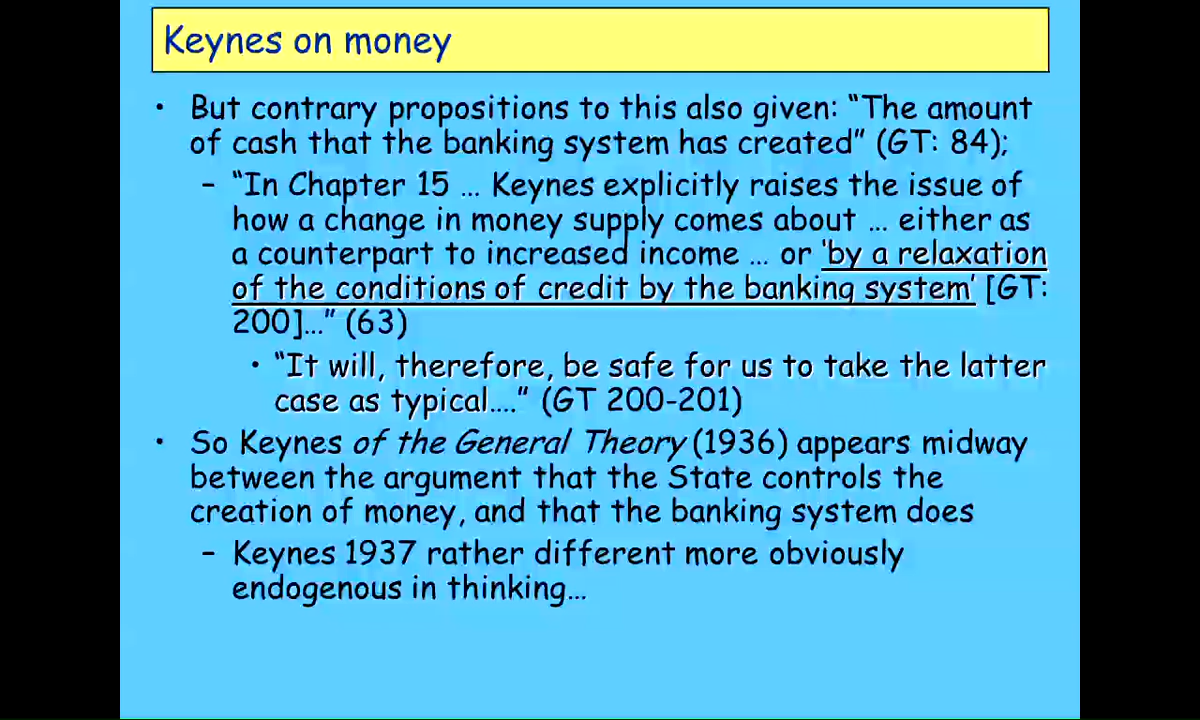 Keynes on money
• But contrary propositions to this also given: “The amount
of cash that the banking system has created” (GT: 84);
– “In Chapter 15 … Keynes explicitly raises the issue of
how a change in money supply comes about … either as
a counterpart to increased income … or ‘by a relaxation
of the conditions of credit by the banking system’ [GT:
200]…” (63)
• “It will, therefore, be safe for us to take the latter
case as typical….” (GT 200-201)
• So Keynes of the General Theory (1936) appears midway
between the argument that the State controls the
creation of money, and that the banking system does
– Keynes 1937 rather different more obviously
endogenous in thinking…